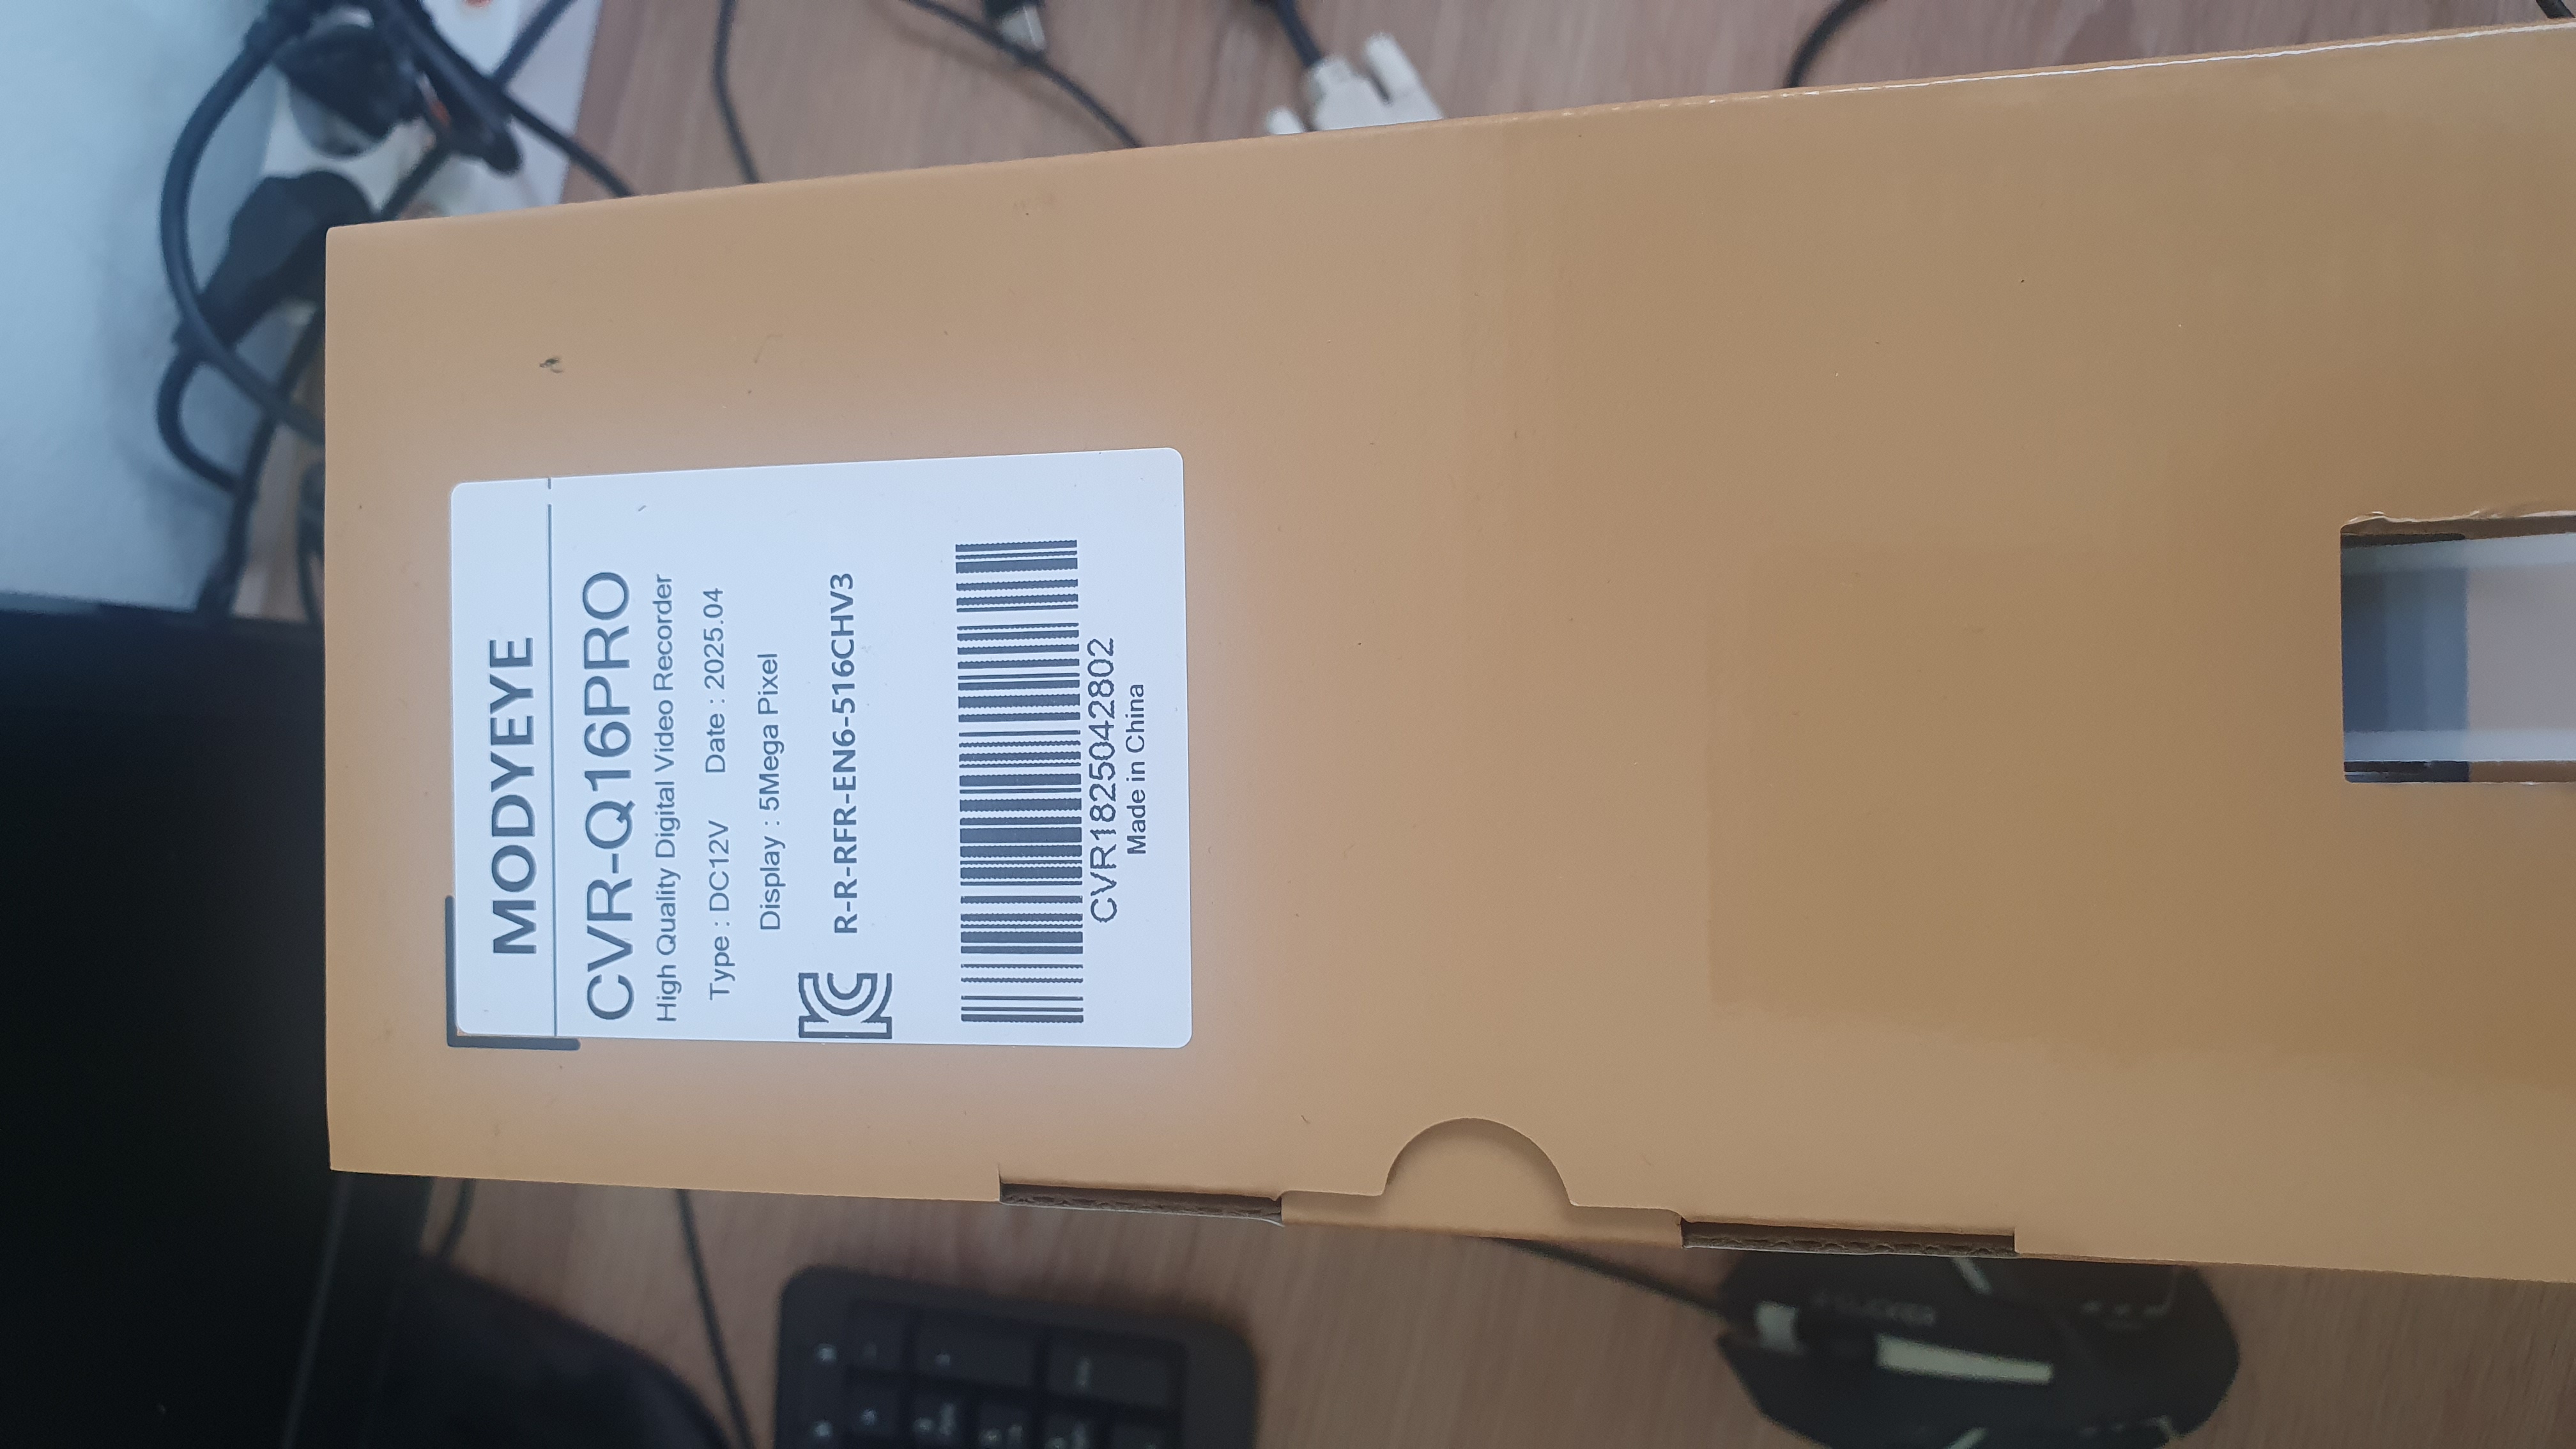 MODYEYE
CVR-Q16PRO
High Quality Digital Video Recorder
Type : DC12V Date : 2025.04
Display : 5Mega Pixel
R-R-RFR-EN6-516CHV3
CVR1825042802
Made in China